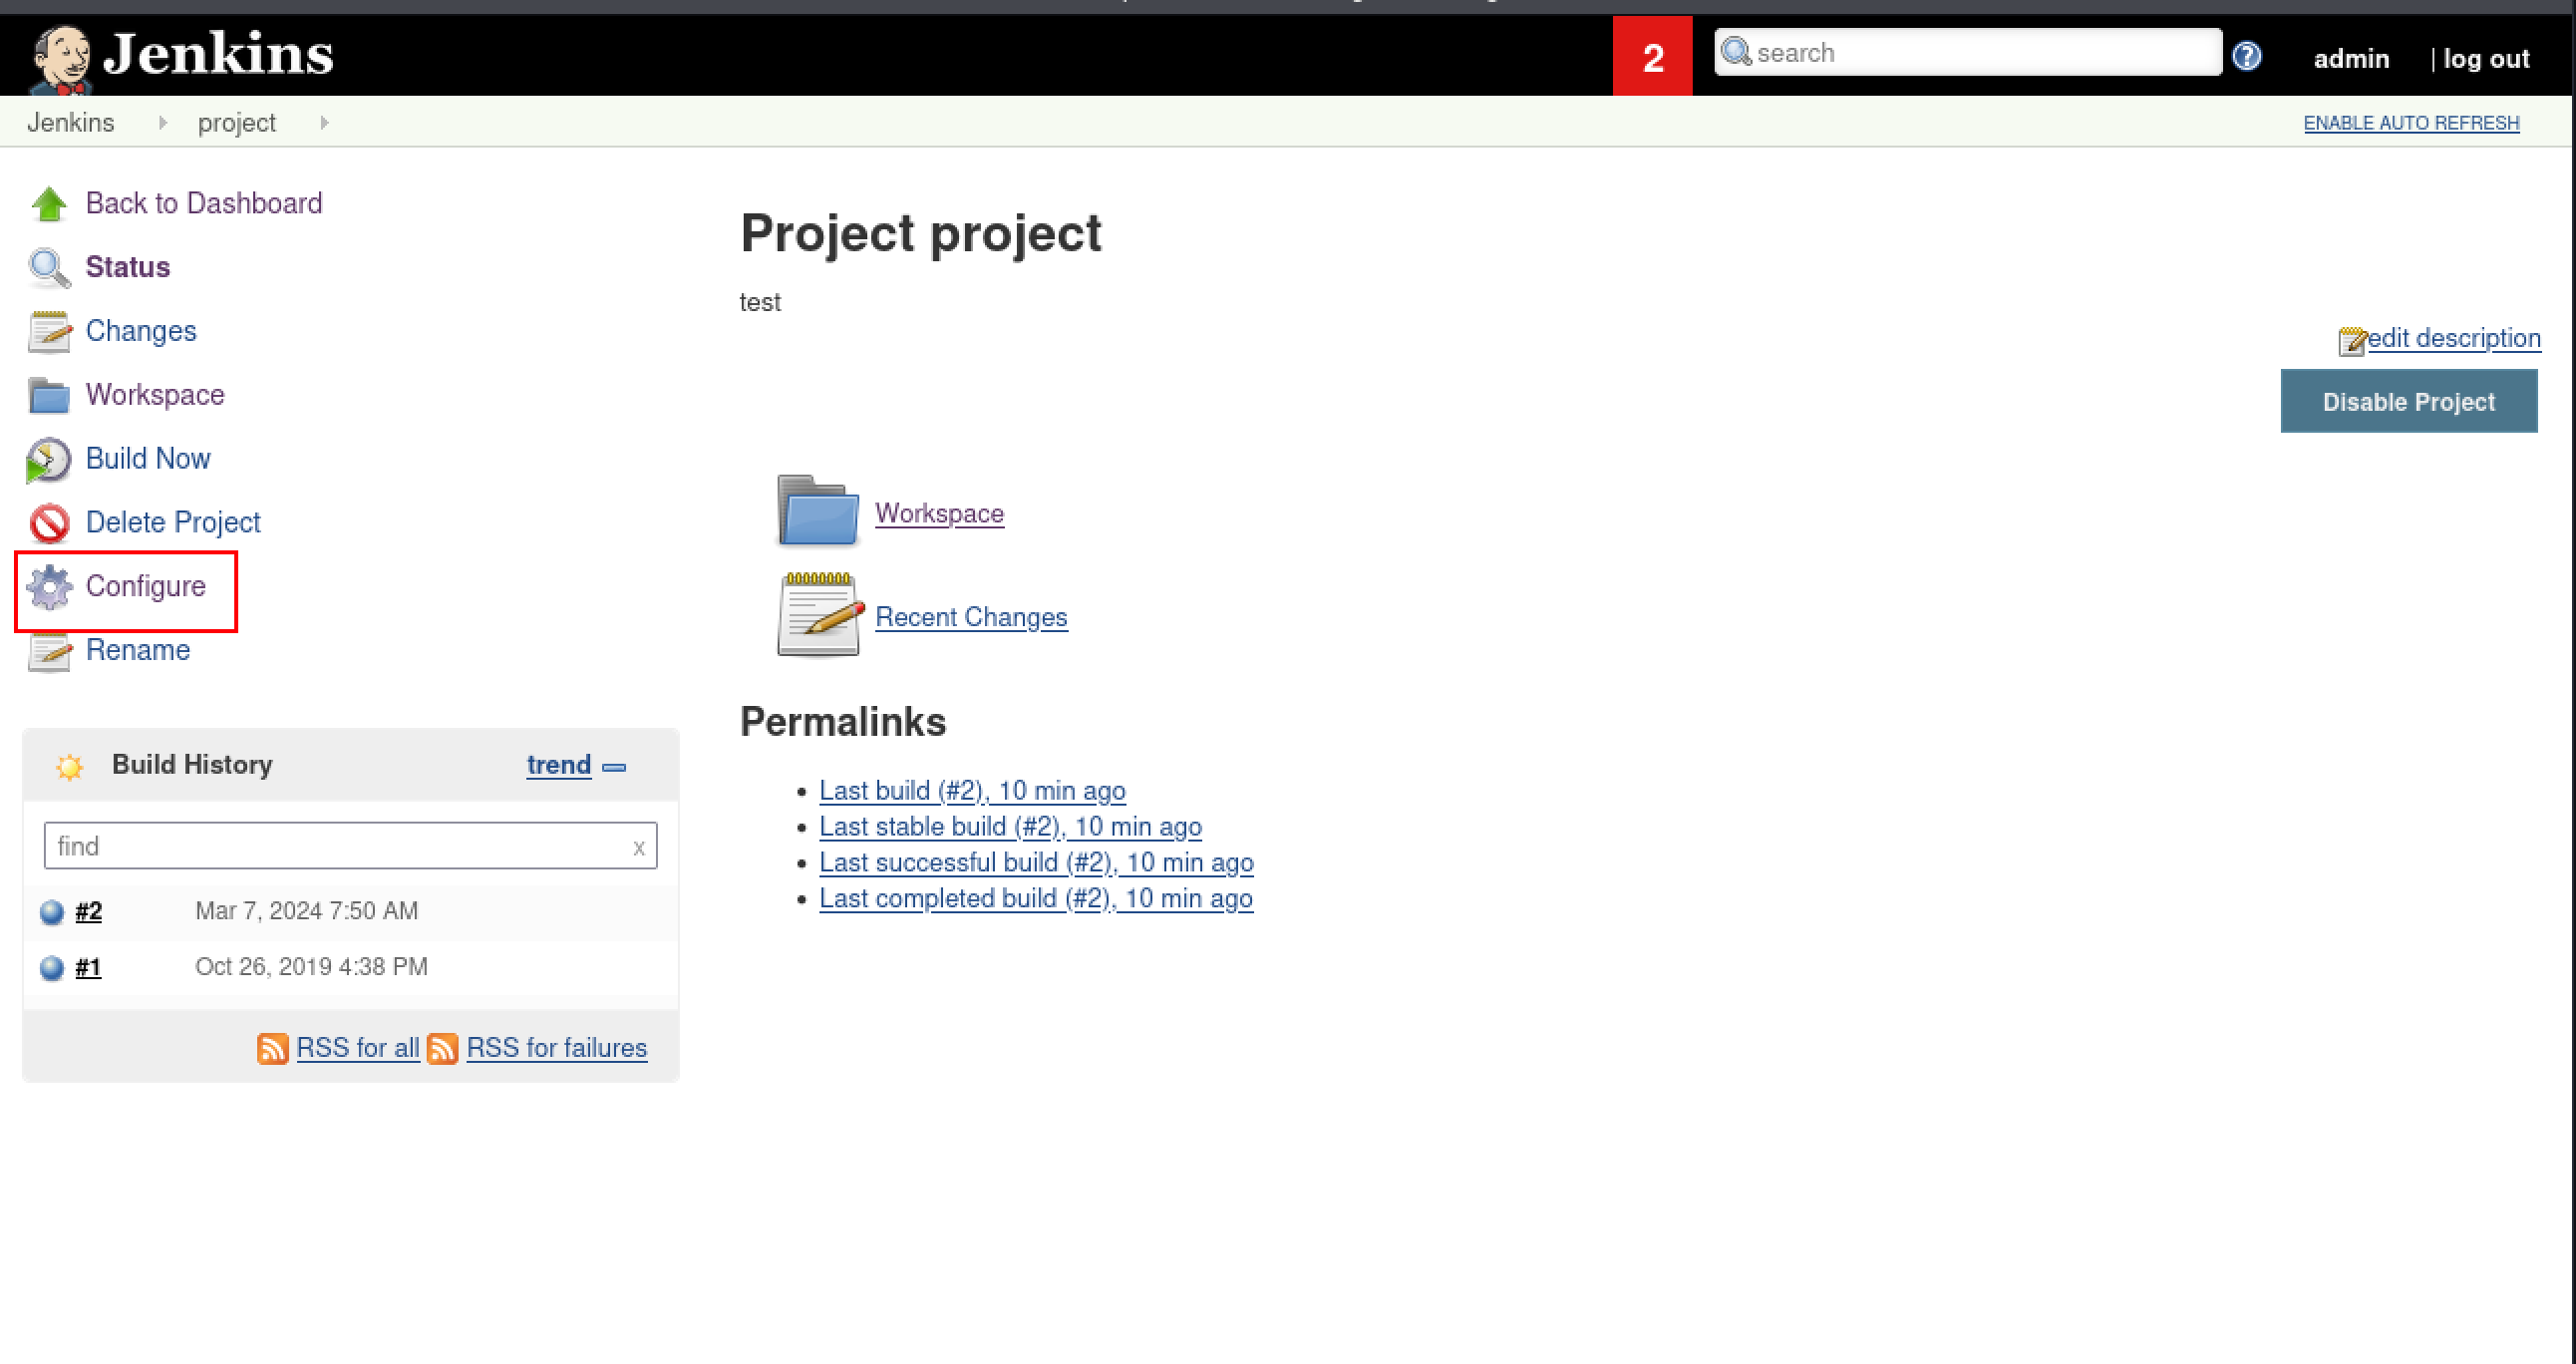 Jenkins
2
search
admin
| log out
Jenkins
project
ENABLE AUTO REFRESH
Back to Dashboard
Status
Changes
Workspace
Build Now
Delete Project
Configure
Rename
Build History
trend
find
x
#2
Mar 7, 2024 7:50 AM
#1
Oct 26, 2019 4:38 PM
RSS for all
RSS for failures
Project project
test
edit description
Disable Project
Workspace
Recent Changes
Permalinks
Last build (#2), 10 min ago
Last stable build (#2), 10 min ago
Last successful build (#2), 10 min ago
Last completed build (#2), 10 min ago